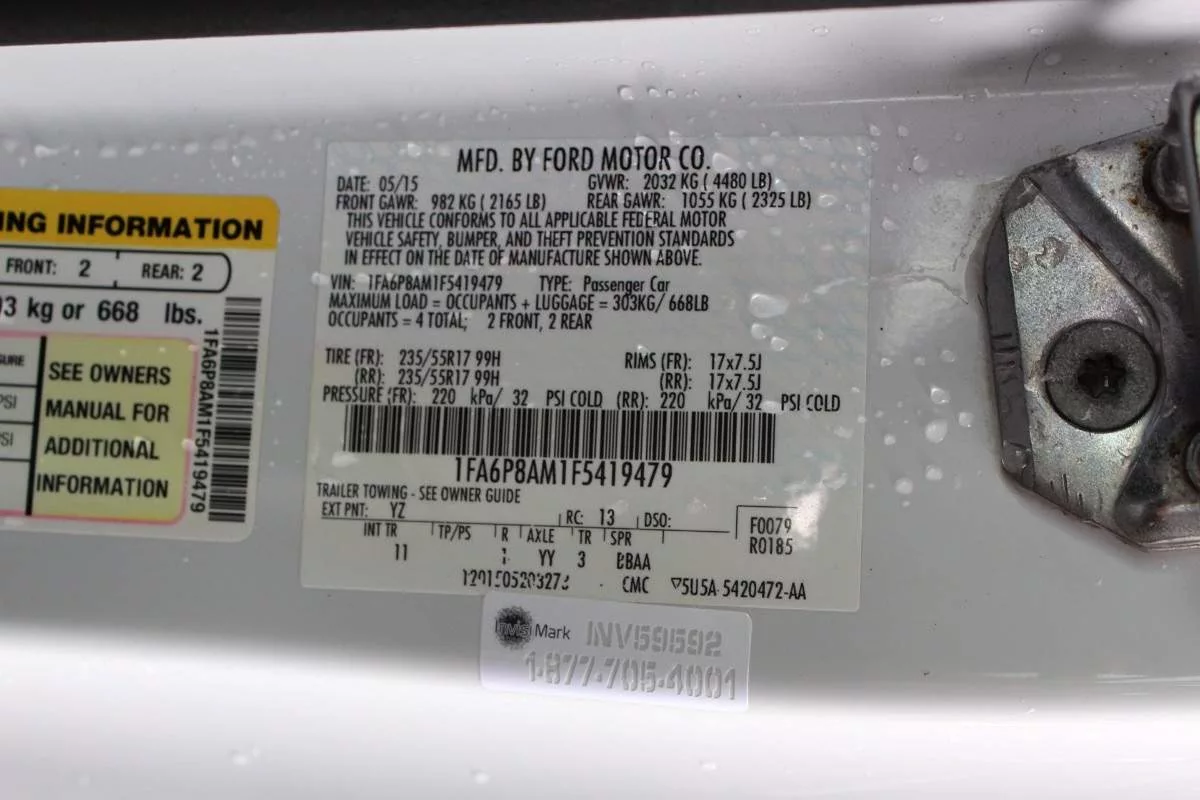 NG INFORMATION
FRONT: 2 REAR: 2
3 kg or 668 lbs.
SURE
PSI
PSI
SEE OWNERS
MANUAL FOR
ADDITIONAL
INFORMATION
1FA6P8AM1F5419479
MFD. BY FORD MOTOR CO.
DATE: 05/15 GVWR: 2032 KG ( 4480 LB)
FRONT GAWR: 982 KG ( 2165 LB) REAR GAWR: 1055 KG ( 2325 LB)
THIS VEHICLE CONFORMS TO ALL APPLICABLE FEDERAL MOTOR
VEHICLE SAFETY, BUMPER, AND THEFT PREVENTION STANDARDS
IN EFFECT ON THE DATE OF MANUFACTURE SHOWN ABOVE.
VIN: 1FA6P8AM1F5419479 TYPE: Passenger Car
MAXIMUM LOAD = OCCUPANTS + LUGGAGE = 303KG/ 668LB
OCCUPANTS = 4 TOTAL; 2 FRONT, 2 REAR
TIRE (FR): 235/55R17 99H RIMS (FR): 17x7.5J
(RR): 235/55R17 99H (RR): 17x7.5J
PRESSURE (FR): 220 kPa/ 32 PSI COLD (RR): 220 kPa/ 32 PSI COLD
1FA6P8AM1F5419479
TRAILER TOWING - SEE OWNER GUIDE
EXT PNT: YZ RC: 13 DSO: F0079
INT TR TP/PS R AXLE TR SPR R0185
11 YY 3 BBAA
CMC 5U5A-5420472-AA
Invis Mark INV59592
1-877-705-4001